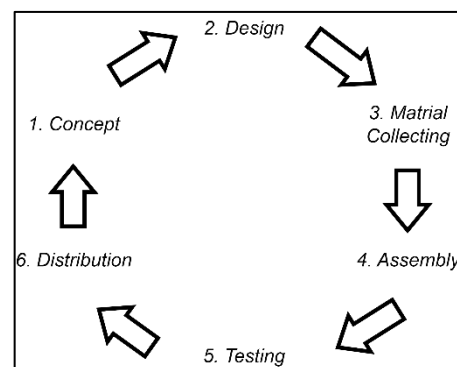 1. Concept
2. Design
3. Matrial
Collecting
4. Assembly
5. Testing
6. Distribution